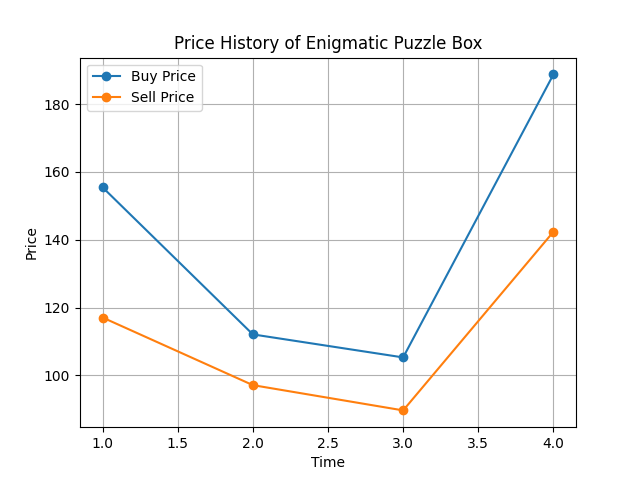 Price History of Enigmatic Puzzle Box
Buy Price
Sell Price
180
160
140
120
100
Price
1.0 1.5 2.0 2.5 3.0 3.5 4.0
Time